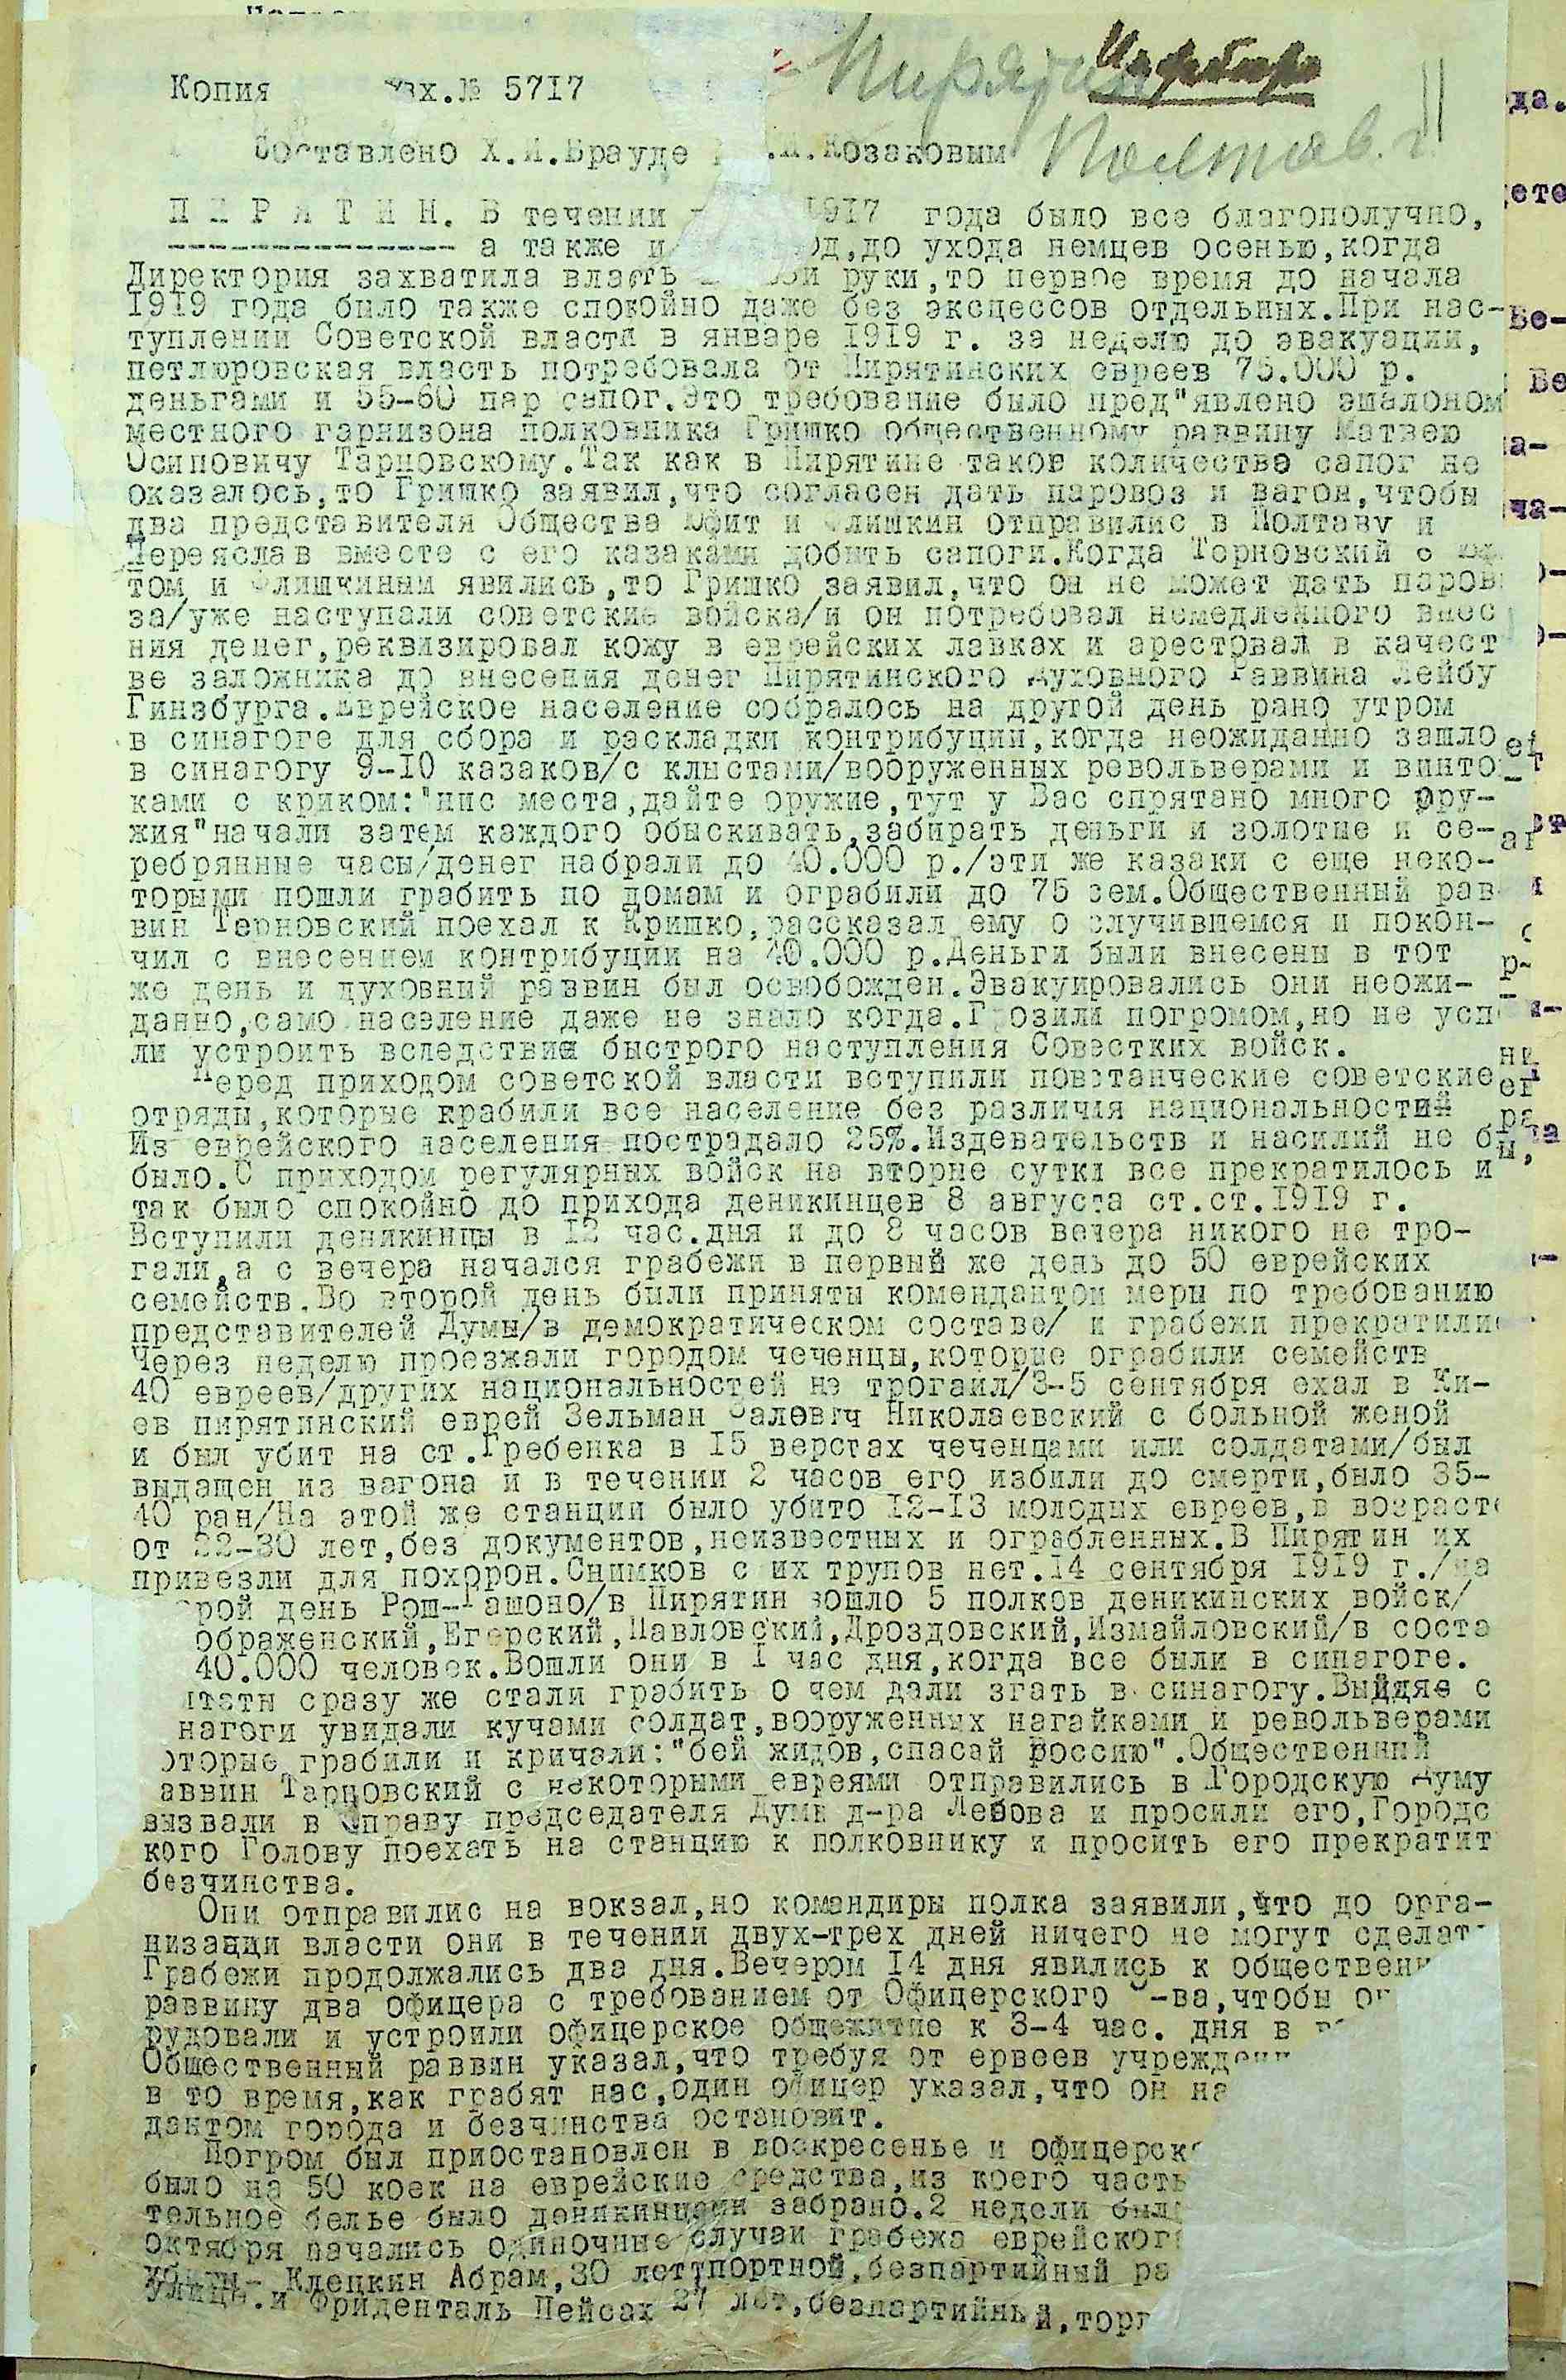 Копия вх.№ 5717
Пирятин
Полтав. г.
Составлено Х.И.Брауде Козаковым
П И Р Я Т И Н. В течении 1917 года было все благополучно,
а также и до ухода немцев осенью,когда
Директория захватила власть руки,то первое время до начала
1919 года было также спокойно даже без эксцессов отдельных.При нас-
туплении Советской власти в январе 1919 г. за неделю до эвакуации,
петлюровская власть потребовала от Пирятинских евреев 75.000 р.
деньгами и 55-60 пар сапог.Это требование было пред"явлено эшалоном
местного гарнизона полковника Гришко общественному раввину Матвею
Осиповичу Тарновскому.Так как в Пирятине таков количества сапог не
оказалось,то Гришко заявил,что согласен дать паровоз и вагон,чтобы
два представителя Общества Юфит и лишкин отправилис в Полтаву и
Переяслав вместе с его казаками добыть сапоги.Когда Торновский с Юф
том и лишчиным явились,то Гришко заявил,что он не может дать паров
за/уже наступали советские войска/и он потребовал немедленного внес
ния денег,реквизировал кожу в еврейских лавках и арестовал в качест
ве заложника до внесения денег Пирятинского Духовного Раввина Лейбу
Гинзбурга.Еврейское население собралось на другой день рано утром
в синагоге для сбора и раскладки контрибуции,когда неожиданно зашло
в синагогу 9-10 казаков/с клыстами/вооруженных револьверами и винто
ками с криком:"нис места,дайте оружие,тут у Вас спрятано много ору-
жия"начали затем каждого обыскивать,забирать деньги и золотые и се-
ребрянные часы/денег набрали до 40.000 р./эти же казаки с еще неко-
торыми пошли грабить по домам и ограбили до 75 сем.Общественный рав
вин Терновский поехал к Кришко,рассказал ему о случившемся и покон-
чил с внесением контрибуции на 40.000 р.Деньги были внесены в тот
же день и духовный раввин был освобожден.Эвакуировались они неожи-
данно,само население даже не знало когда.Грозили погромом,но не усп
ли устроить вследствие быстрого наступления Совестких войск.
Перед приходом советской власти вступили повстанческие советские
отряды,которые грабили все население без различия национальностий
Из еврейского населения пострадало 25%.Издевательств и насилий не б
было.С приходом регулярных войск на вторые сутки все прекратилось и
так было спокойно до прихода деникинцев 8 августа ст.ст.1919 г.
Вступили деникинцы в 12 час.дня и до 8 часов вечера никого не тро-
гали,а с вечера начался грабежи в первый же день до 50 еврейских
семейств.Во второй день были приняты комендантом меры по требованию
представителей Думы/в демократическом составе/ и грабежи прекратили
Через неделю проезжали городом чеченцы,которые ограбили семейств
40 евреев/других национальностей не трогаил/3-5 сентября ехал в Ки-
ев пирятинский еврей Зельман алевич Николаевский с больной женой
и был убит на ст.Гребенка в 15 верстах чеченцами или солдатами/был
выдащен из вагона и в течении 2 часов его избили до смерти,было 35-
40 ран/На этой же станции было убито 12-13 молодых евреев,в возрасте
от 22-30 лет,без документов,неизвестных и ограбленных.В Пирятин их
привезли для похорон.Снимков с их трупов нет.14 сентября 1919 г./на
рой день Рош-Гашоно/в Пирятин вошло 5 полков деникинских войск/
ображенский,Егерский,Павловский,Дроздовский,Измайловский/в соста
40.000 человек.Вошли они в 1 час дня,когда все были в синагоге.
сразу же стали грабить о чем дали згать в синагогу.Выйдя с
нагоги увидали кучами солдат,вооруженных нагайками и револьверами
оторые грабили и кричали:"бей жидов,спасай Россию".Общественный
аввин Тарновский с некоторыми евреями отправились в Городскую Думу
вызвали в Управу председателя Думы д-ра Левова и просили его,Городс
кого Голову поехать на станцию к полковнику и просить его прекратит
безчинства.
Они отправилис на вокзал,но командиры полка заявили,что до орга-
низации власти они в течении двух-трех дней ничего не могут сделат
Грабежи продолжались два дня.Вечером 14 дня явились к обществени
раввину два офицера с требованием от Офицерского О-ва,чтобы о
рудовали и устроили офицерское общежитие к 3-4 час. дня в
Общественный раввин указал,что требуя от ервеев учрежден
в то время,как грабят нас,один офицер указал,что он на
дантом города и безчинства остановит.
Погром был приостановлен в воскресенье и офицерск
было на 50 коек на еврейские средства,из коего часть
тельное белье было деникинцами забрано.2 недели был
октября начались одиночные случаи грабежа еврейског
Клецкин Абрам,30 лет,портной,безпартийный ра
улице.и Фриденталь Пейсах 27 лет,безпартийный,торг